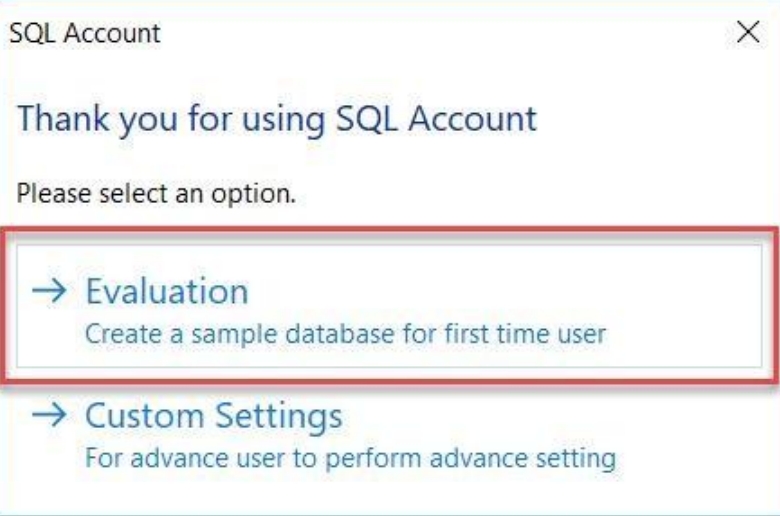 SQL Account
Thank you for using SQL Account
Please select an option.
Evaluation
Create a sample database for first time user
Custom Settings
For advance user to perform advance setting